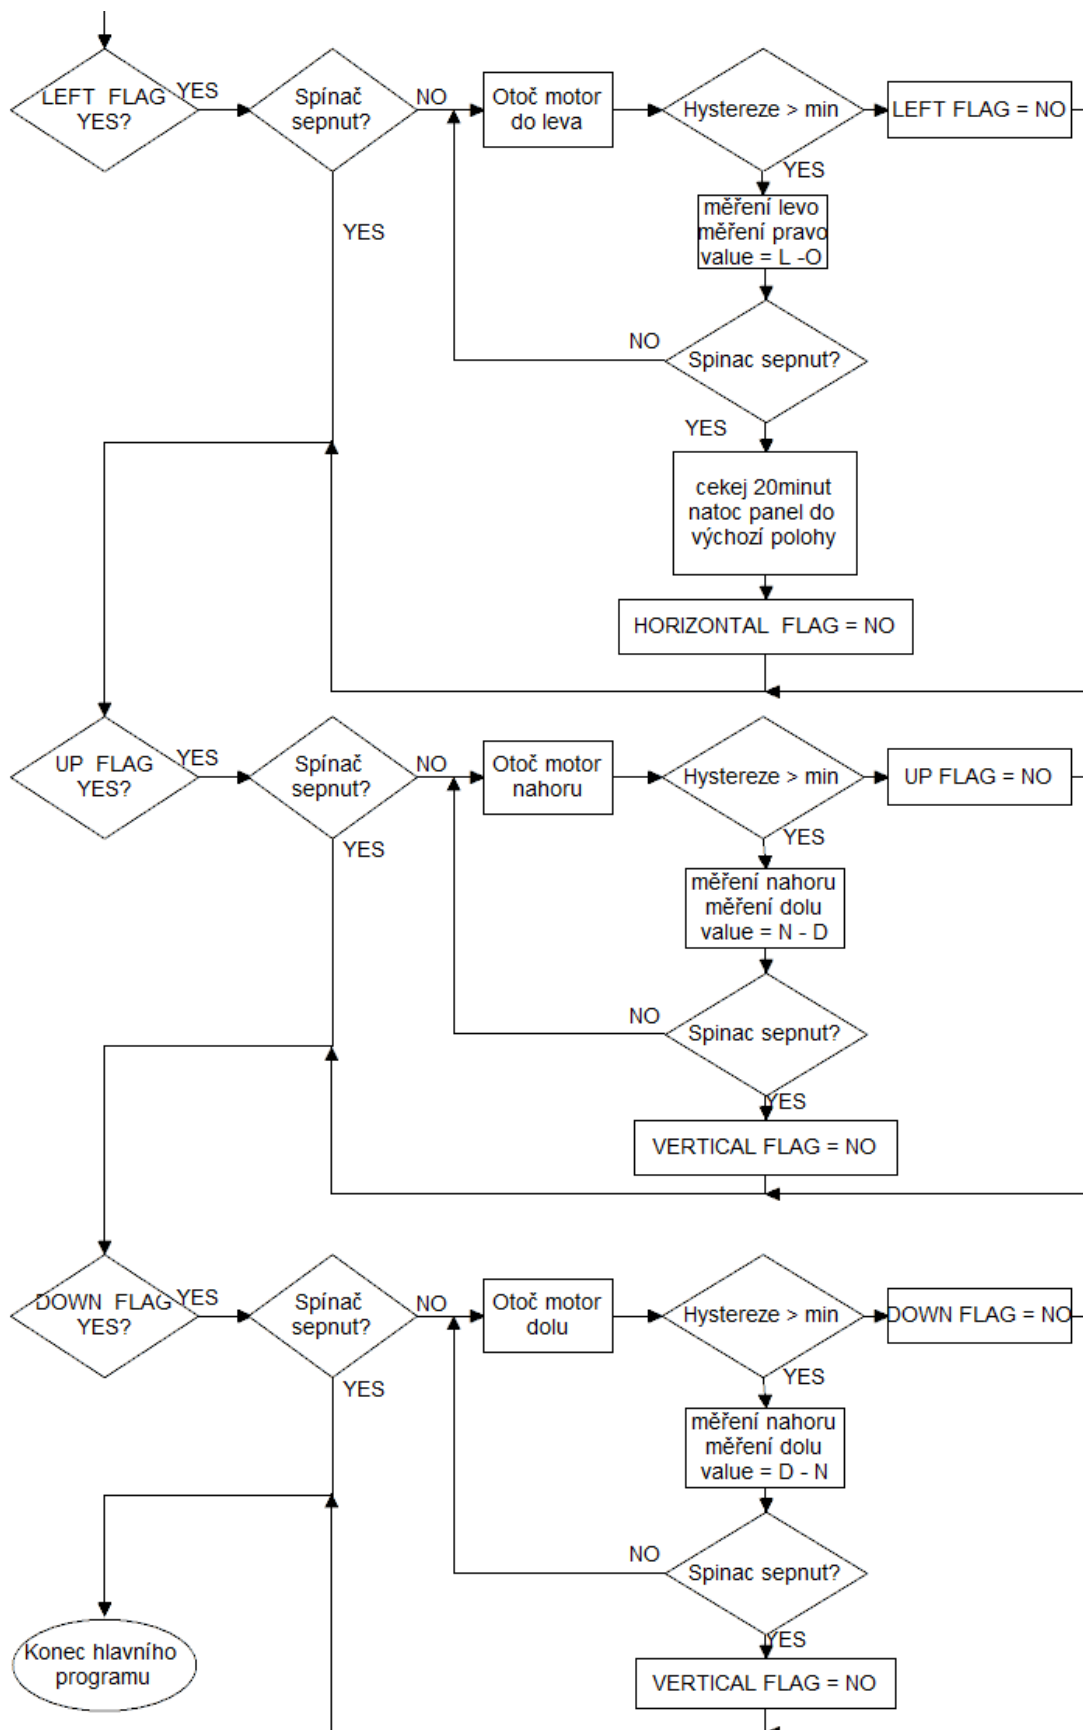 LEFT FLAG
YES?
YES
Spínač
sepnut?
NO
Otoč motor
do leva
Hystereze > min
LEFT FLAG = NO
YES
YES
měření levo
měření pravo
value = L -O
NO
Spinac sepnut?
YES
cekej 20minut
natoc panel do
výchozí polohy
HORIZONTAL FLAG = NO
UP FLAG
YES?
YES
Spínač
sepnut?
NO
Otoč motor
nahoru
Hystereze > min
UP FLAG = NO
YES
YES
měření nahoru
měření dolu
value = N - D
NO
Spinac sepnut?
YES
VERTICAL FLAG = NO
DOWN FLAG
YES?
YES
Spínač
sepnut?
NO
Otoč motor
dolu
Hystereze > min
DOWN FLAG = NO
YES
YES
měření nahoru
měření dolu
value = D - N
NO
Spinac sepnut?
YES
Konec hlavního
programu
VERTICAL FLAG = NO